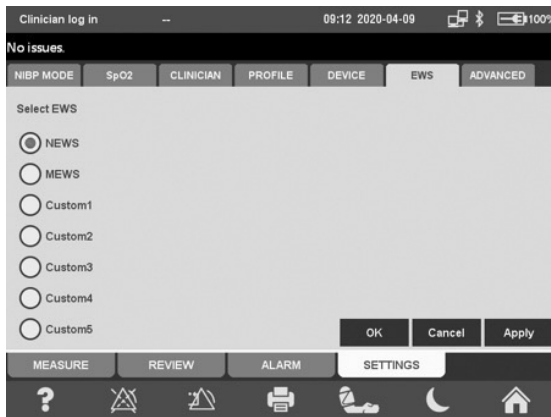 Clinician log in -- 09:12 2020-04-09 100%
No issues.
NIBP MODE SpO2 CLINICIAN PROFILE DEVICE EWS ADVANCED
Select EWS
NEWS
MEWS
Custom1
Custom2
Custom3
Custom4
Custom5
OK Cancel Apply
MEASURE REVIEW ALARM SETTINGS
?